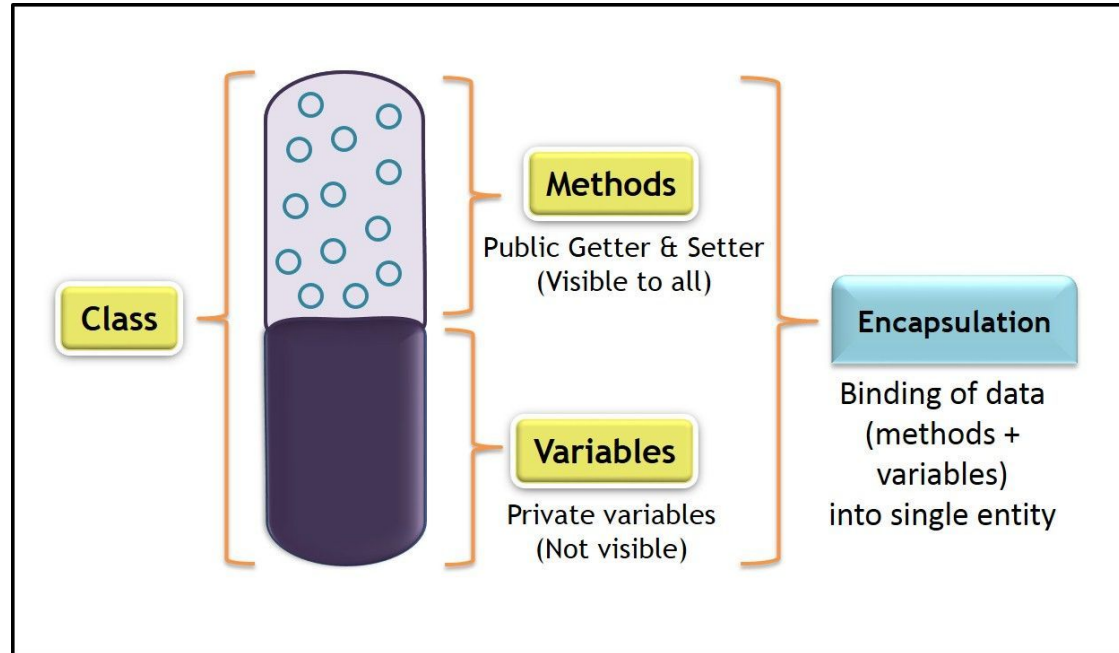 Class
Methods
Public Getter & Setter
(Visible to all)
Variables
Private variables
(Not visible)
Encapsulation
Binding of data
(methods +
variables)
into single entity